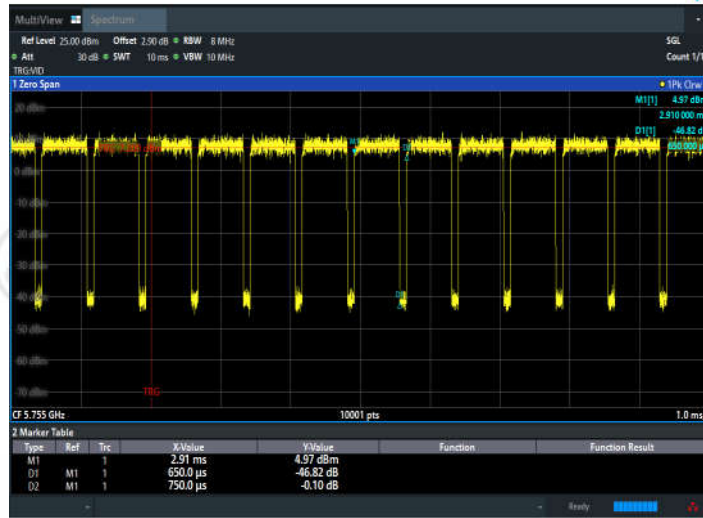 MultiView Spectrum
Ref Level 25.00 dBm Offset 2.90 dB RBW 8 MHz SGL
Att 30 dB SWT 10 ms VBW 10 MHz Count 1/1
TRG:VID
1 Zero Span 1Pk Clrw
M1[1] 4.97 dBm
20 dBm 2.910 000 m
D1[1] -46.82 d
650.000 µ
M1 D2
0 dBm
-10 dBm
-20 dBm
-30 dBm
-40 dBm
-50 dBm
-60 dBm
-70 dBm TRG
CF 5.755 GHz 10001 pts 1.0 ms
2 Marker Table
Type Ref Trc X-Value Y-Value Function Function Result
M1 1 2.91 ms 4.97 dBm
D1 M1 1 650.0 µs -46.82 dB
D2 M1 1 750.0 µs -0.10 dB
Ready